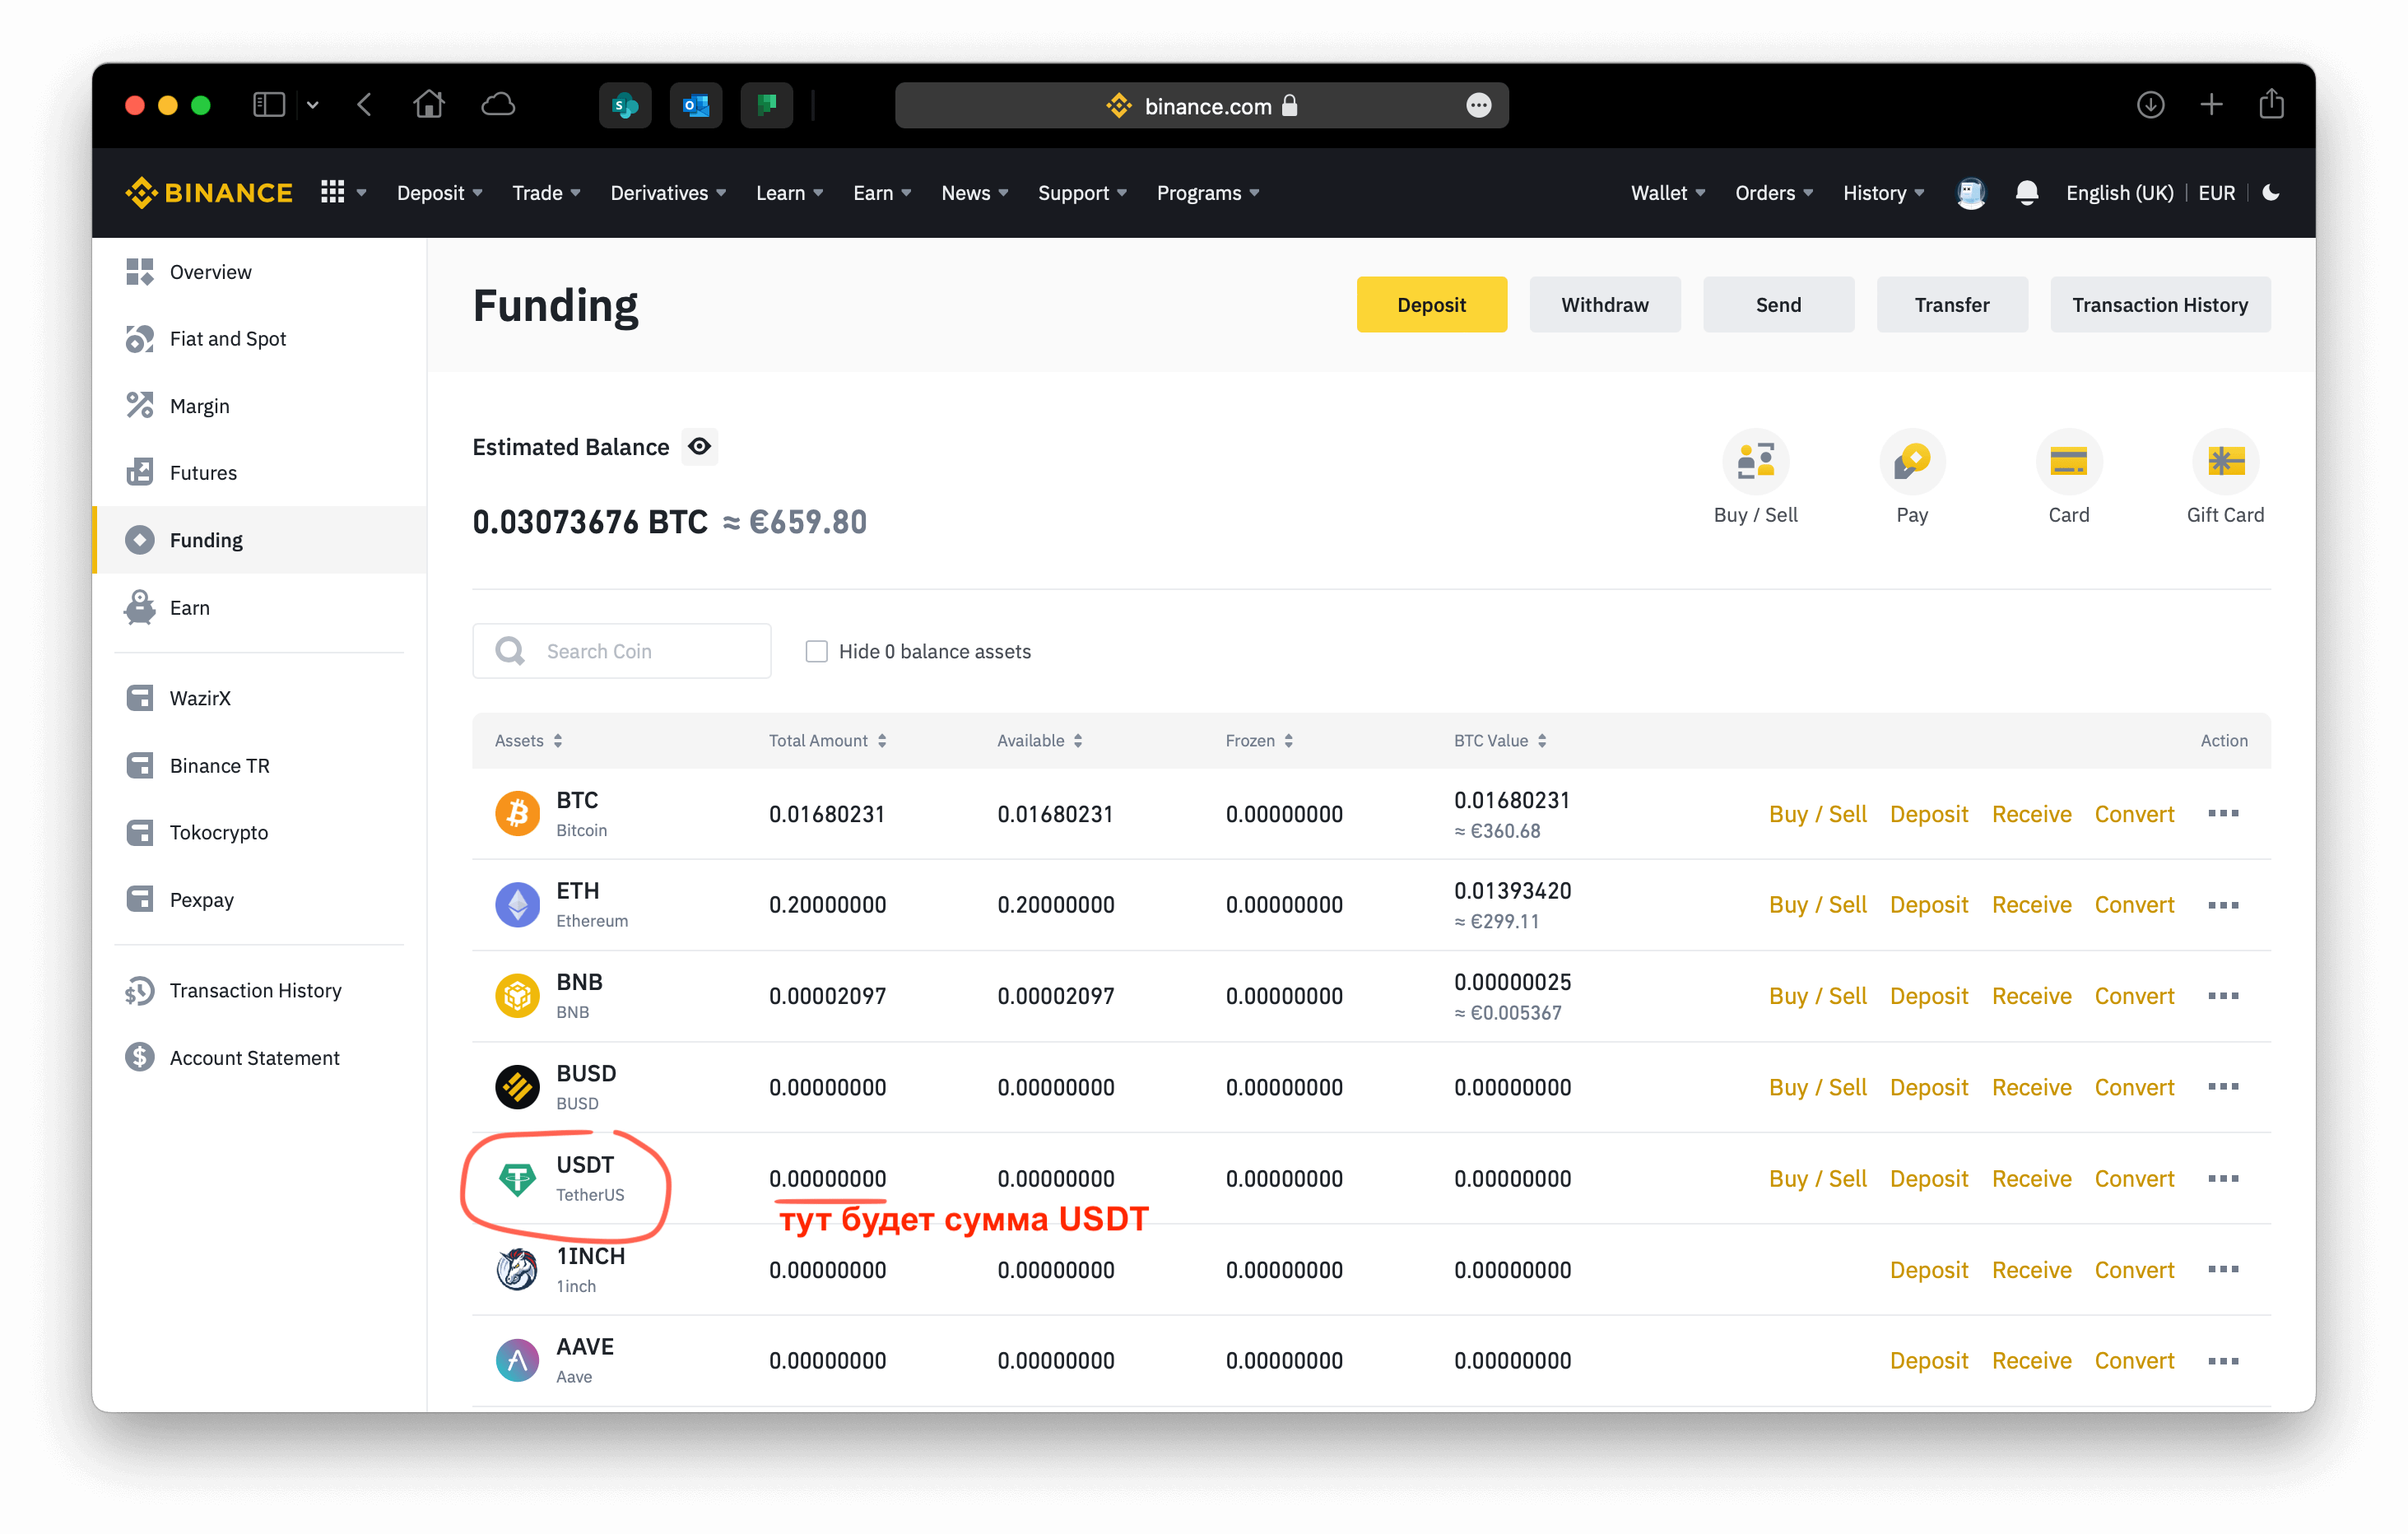 binance.com
BINANCE Deposit Trade Derivatives Learn Earn News Support Programs Wallet Orders History English (UK) EUR
Overview
Fiat and Spot
Margin
Futures
Funding
Earn
WazirX
Binance TR
Tokocrypto
Pexpay
Transaction History
Account Statement
Funding
Deposit Withdraw Send Transfer Transaction History
Estimated Balance
0.03073676 BTC ≈ €659.80
Buy / Sell Pay Card Gift Card
Search Coin Hide 0 balance assets
Assets Total Amount Available Frozen BTC Value Action
BTC
Bitcoin
0.01680231 0.01680231 0.00000000
0.01680231
≈ €360.68
Buy / Sell Deposit Receive Convert
ETH
Ethereum
0.20000000 0.20000000 0.00000000
0.01393420
≈ €299.11
Buy / Sell Deposit Receive Convert
BNB
BNB
0.00002097 0.00002097 0.00000000
0.00000025
≈ €0.005367
Buy / Sell Deposit Receive Convert
BUSD
BUSD
0.00000000 0.00000000 0.00000000 0.00000000 Buy / Sell Deposit Receive Convert
USDT
TetherUS
0.00000000 0.00000000 0.00000000 0.00000000 Buy / Sell Deposit Receive Convert
тут будет сумма USDT
1INCH
1inch
0.00000000 0.00000000 0.00000000 0.00000000 Deposit Receive Convert
AAVE
Aave
0.00000000 0.00000000 0.00000000 0.00000000 Deposit Receive Convert